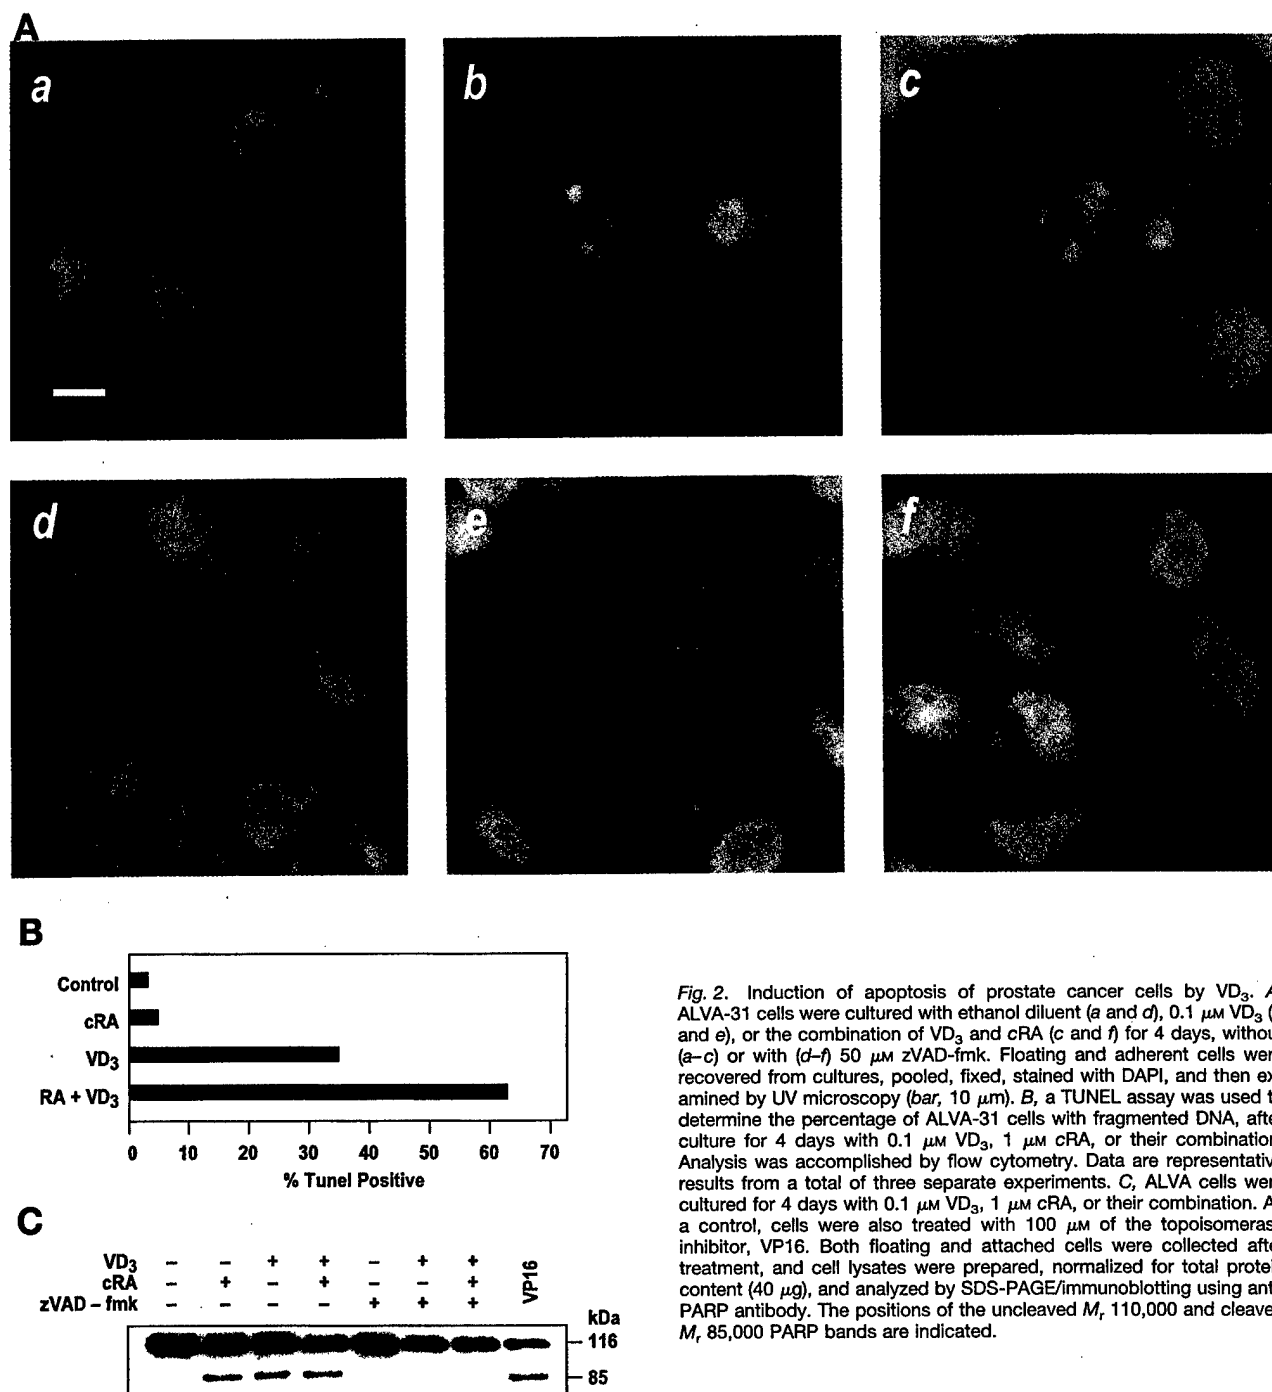 A
a
b
c
d
e
f
B
Control
cRA
VD3
RA + VD3
0 10 20 30 40 50 60 70
% Tunel Positive
C
VD3 – – + + – + + VP16
cRA – + – + – – +
zVAD – fmk – – – – + + +
kDa
116
85
Fig. 2. Induction of apoptosis of prostate cancer cells by VD3.
ALVA-31 cells were cultured with ethanol diluent (a and d), 0.1 μM VD3 (
and e), or the combination of VD3 and cRA (c and f) for 4 days, withou
(a–c) or with (d–f) 50 μM zVAD-fmk. Floating and adherent cells wer
recovered from cultures, pooled, fixed, stained with DAPI, and then ex-
amined by UV microscopy (bar, 10 μm). B, a TUNEL assay was used t
determine the percentage of ALVA-31 cells with fragmented DNA, afte
culture for 4 days with 0.1 μM VD3, 1 μM cRA, or their combination
Analysis was accomplished by flow cytometry. Data are representativ
results from a total of three separate experiments. C, ALVA cells wer
cultured for 4 days with 0.1 μM VD3, 1 μM cRA, or their combination. A
a control, cells were also treated with 100 μM of the topoisomeras
inhibitor, VP16. Both floating and attached cells were collected afte
treatment, and cell lysates were prepared, normalized for total protei
content (40 μg), and analyzed by SDS-PAGE/immunoblotting using ant
PARP antibody. The positions of the uncleaved Mr 110,000 and cleave
Mr 85,000 PARP bands are indicated.